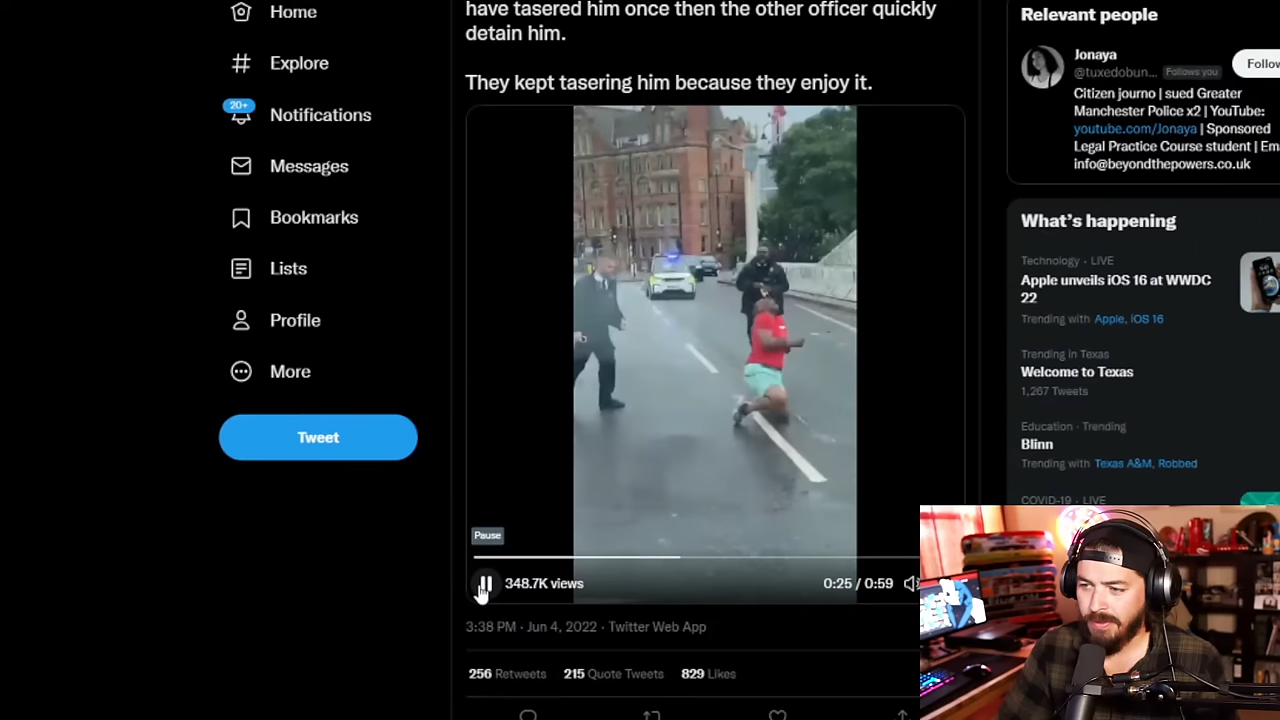 Home
Explore
20+
Notifications
Messages
Bookmarks
Lists
Profile
More
Tweet
have tasered him once then the other officer quickly
detain him.
They kept tasering him because they enjoy it.
Pause
348.7K views
0:25 / 0:59
3:38 PM · Jun 4, 2022 · Twitter Web App
256 Retweets 215 Quote Tweets 829 Likes
Relevant people
Jonaya
@tuxedobun... Follows you
Follow
Citizen journo | sued Greater
Manchester Police x2 | YouTube:
youtube.com/Jonaya | Sponsored
Legal Practice Course student | Em
info@beyondthepowers.co.uk
What's happening
Technology · LIVE
Apple unveils iOS 16 at WWDC
22
Trending with Apple, iOS 16
Trending in Texas
Welcome to Texas
1,267 Tweets
Education · Trending
Blinn
Trending with Texas A&M, Robbed
COVID-19 · LIVE